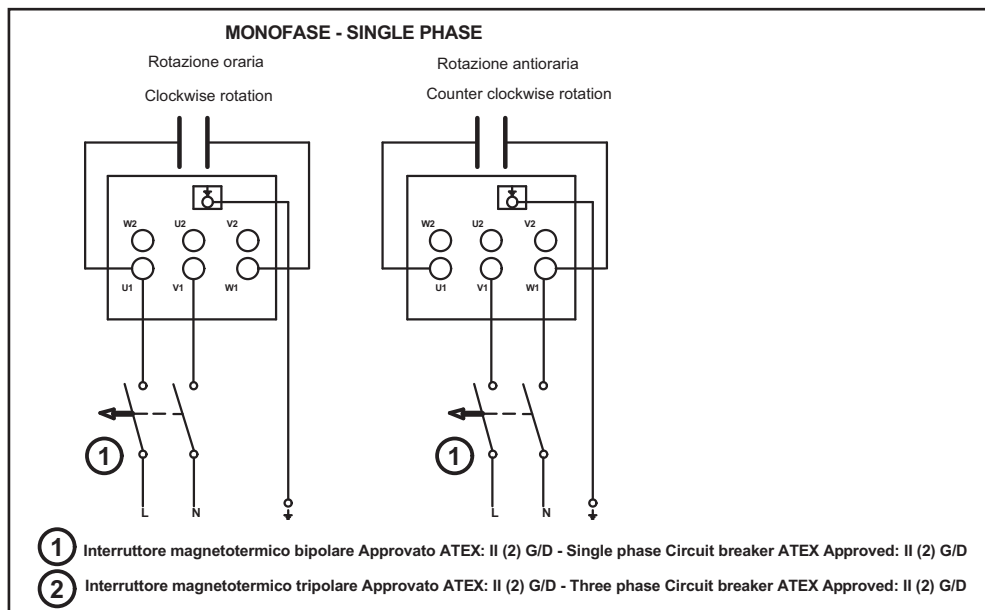 MONOFASE - SINGLE PHASE
Rotazione oraria
Clockwise rotation
Rotazione antioraria
Counter clockwise rotation
W2 U2 V2
U1 V1 W1
W2 U2 V2
U1 V1 W1
1
1
L N
L N
1 Interruttore magnetotermico bipolare Approvato ATEX: II (2) G/D - Single phase Circuit breaker ATEX Approved: II (2) G/D
2 Interruttore magnetotermico tripolare Approvato ATEX: II (2) G/D - Three phase Circuit breaker ATEX Approved: II (2) G/D